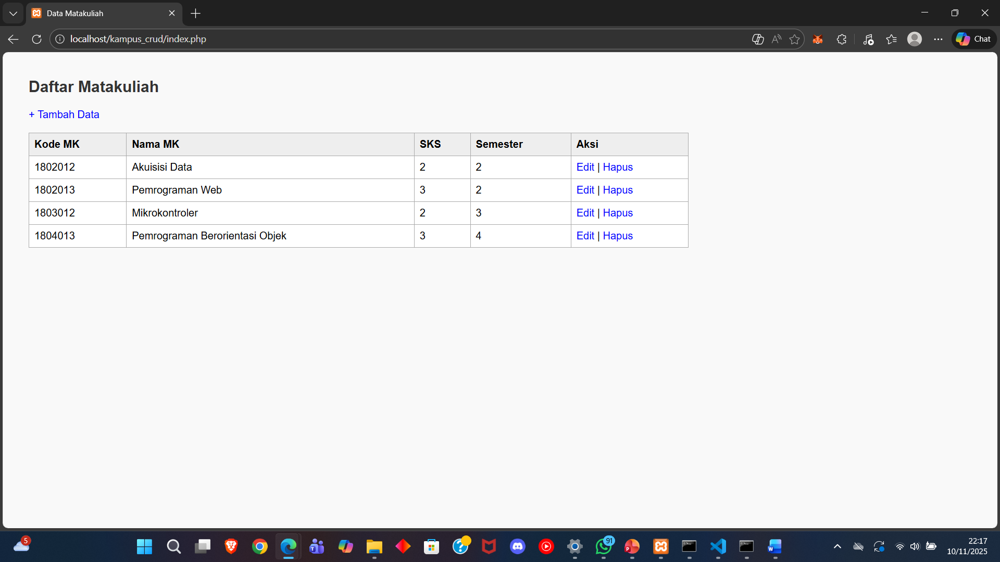 Data Matakuliah
localhost/kampus_crud/index.php
Chat
Daftar Matakuliah
+ Tambah Data
Kode MK Nama MK SKS Semester Aksi
1802012 Akuisisi Data 2 2 Edit | Hapus
1802013 Pemrograman Web 3 2 Edit | Hapus
1803012 Mikrokontroler 2 3 Edit | Hapus
1804013 Pemrograman Berorientasi Objek 3 4 Edit | Hapus
5
91
22:17
10/11/2025